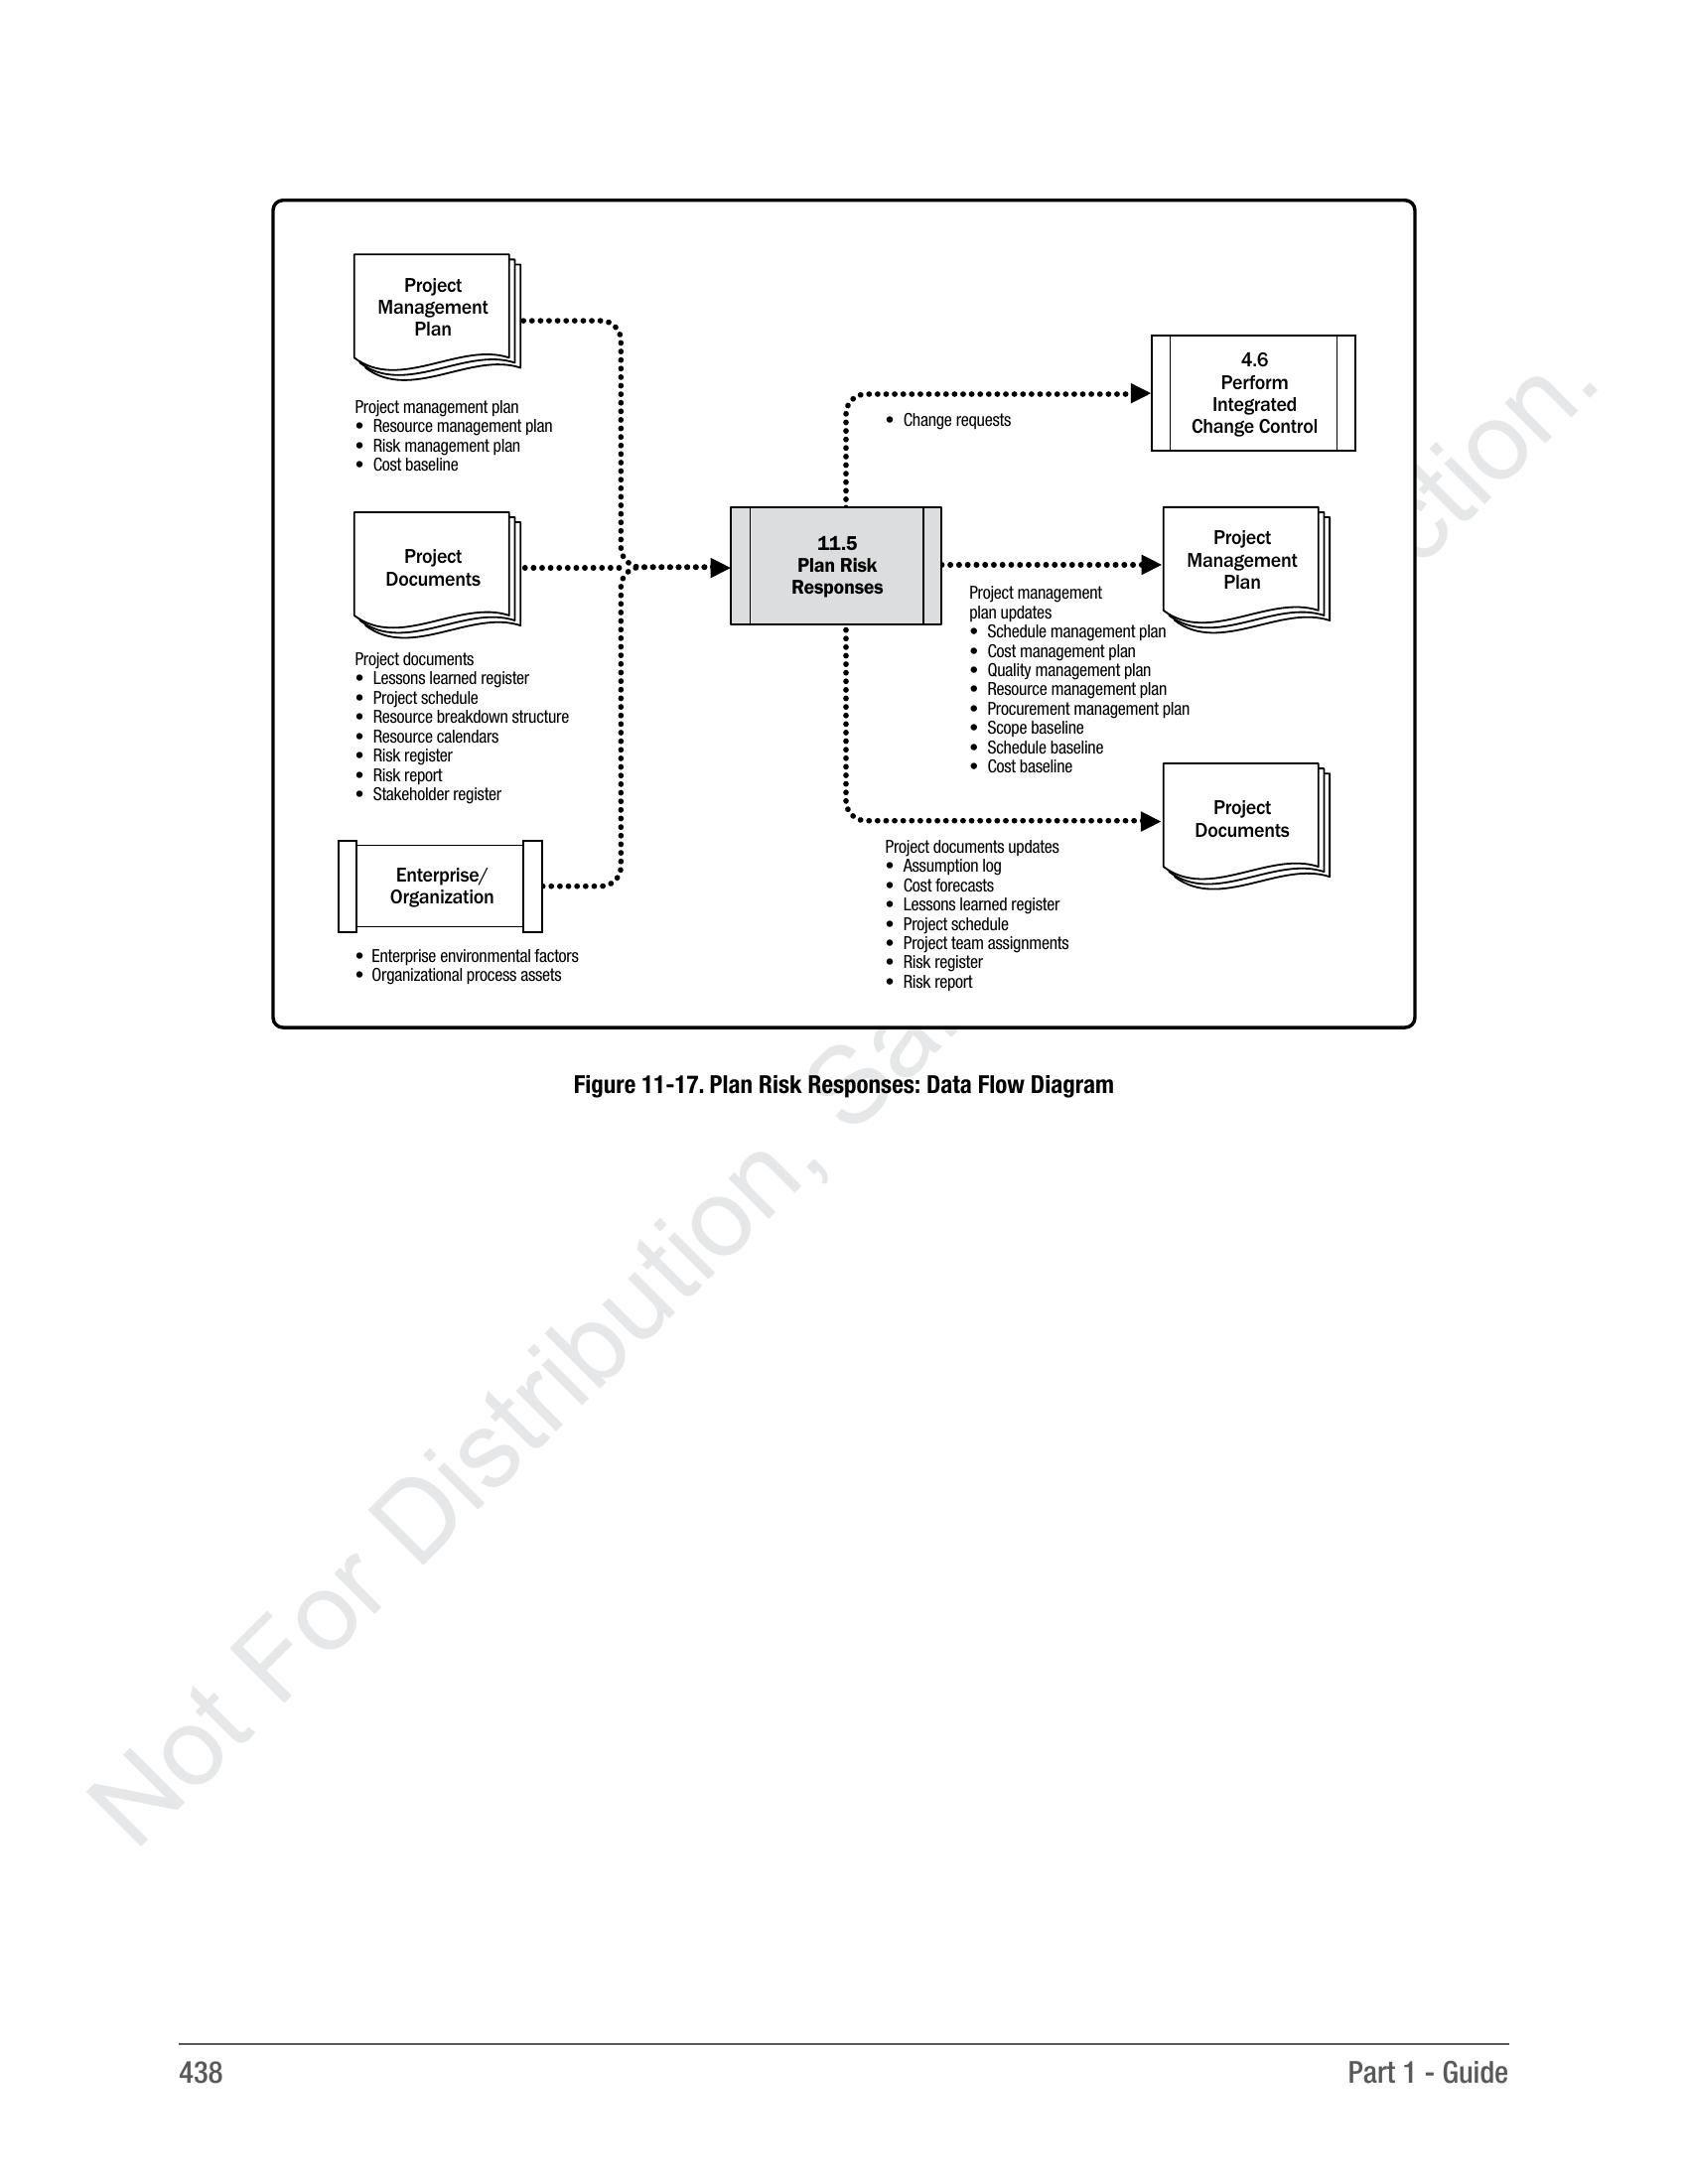 Project
Management
Plan
Project management plan
• Resource management plan
• Risk management plan
• Cost baseline
Project
Documents
Project documents
• Lessons learned register
• Project schedule
• Resource breakdown structure
• Resource calendars
• Risk register
• Risk report
• Stakeholder register
Enterprise/
Organization
• Enterprise environmental factors
• Organizational process assets
11.5
Plan Risk
Responses
• Change requests
4.6
Perform
Integrated
Change Control
Project management
plan updates
• Schedule management plan
• Cost management plan
• Quality management plan
• Resource management plan
• Procurement management plan
• Scope baseline
• Schedule baseline
• Cost baseline
Project
Management
Plan
Project documents updates
• Assumption log
• Cost forecasts
• Lessons learned register
• Project schedule
• Project team assignments
• Risk register
• Risk report
Project
Documents
Figure 11-17. Plan Risk Responses: Data Flow Diagram
Not For Distribution,
438
Part 1 - Guide